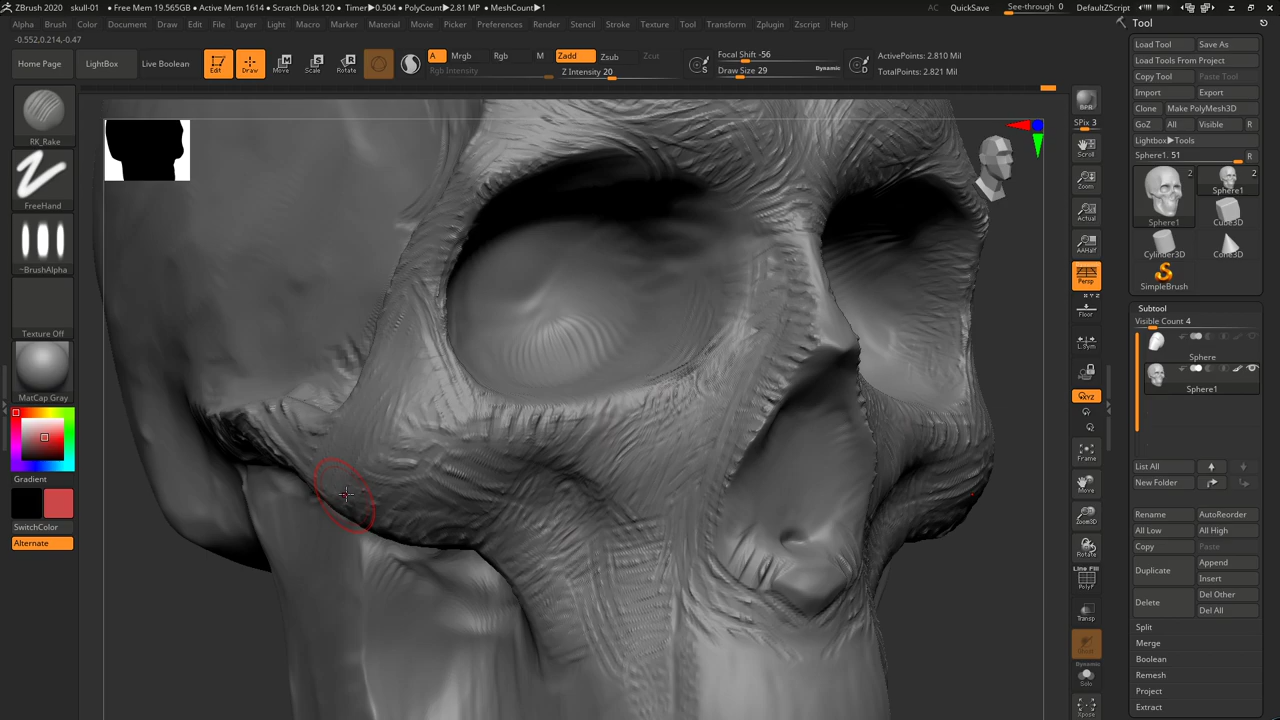 ZBrush 2020 skull-01 • Free Mem 19.565GB • Active Mem 1614 • Scratch Disk 120 • Timer▶0.504 • PolyCount▶2.81 MP • MeshCount▶1 AC QuickSave See-through 0 DefaultZScript
Alpha Brush Color Document Draw Edit File Layer Light Macro Marker Material Movie Picker Preferences Render Stencil Stroke Texture Tool Transform Zplugin Zscript
-0.552,0.214,-0.47
Home Page LightBox Live Boolean Edit Draw Move Scale Rotate
A Mrgb Rgb M Zadd Zsub Zcut
Rgb Intensity Z Intensity 20
S Focal Shift -56
Draw Size 29 Dynamic
D ActivePoints: 2.810 Mil
TotalPoints: 2.821 Mil
RK_Rake
FreeHand
~BrushAlpha
Texture Off
MatCap Gray
Gradient
SwitchColor
Alternate
BPR
SPix 3
Scroll
Zoom
Actual
AAHalf
Persp
Floor
L.Sym
XYZ
Frame
Move
Zoom3D
Rotate
Line Fill
PolyF
Transp
Ghost
Dynamic
Solo
Xpose
Tool
Load Tool Save As
Load Tools From Project
Copy Tool Paste Tool
Import Export
Clone Make PolyMesh3D
GoZ All Visible R
Lightbox▶Tools
Sphere1. 51 R
2 2
Sphere1
Sphere1 Cube3D
Cylinder3D Cone3D
SimpleBrush
Subtool
Visible Count 4
Sphere
Sphere1
List All
New Folder
Rename AutoReorder
All Low All High
Copy Paste
Duplicate Append
Insert
Delete Del Other
Del All
Split
Merge
Boolean
Remesh
Project
Extract